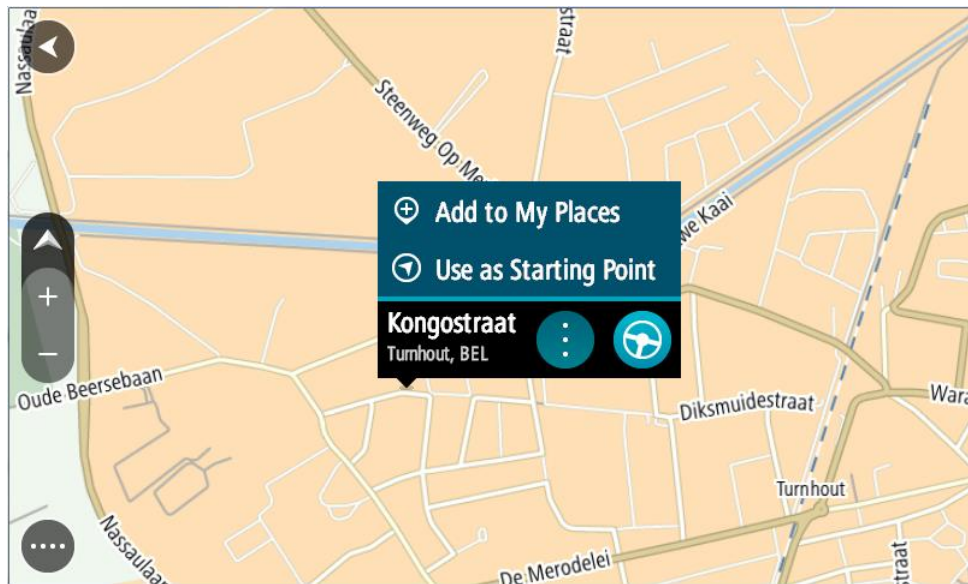 Nassaulaa
straat
Steenweg Op Me
Add to My Places
we Kaai
Use as Starting Point
Kongostraat
Turnhout, BEL
Oude Beersebaan
Diksmuidestraat
Wara
Turnhout
Nassaulaa
De Merodelei
straat